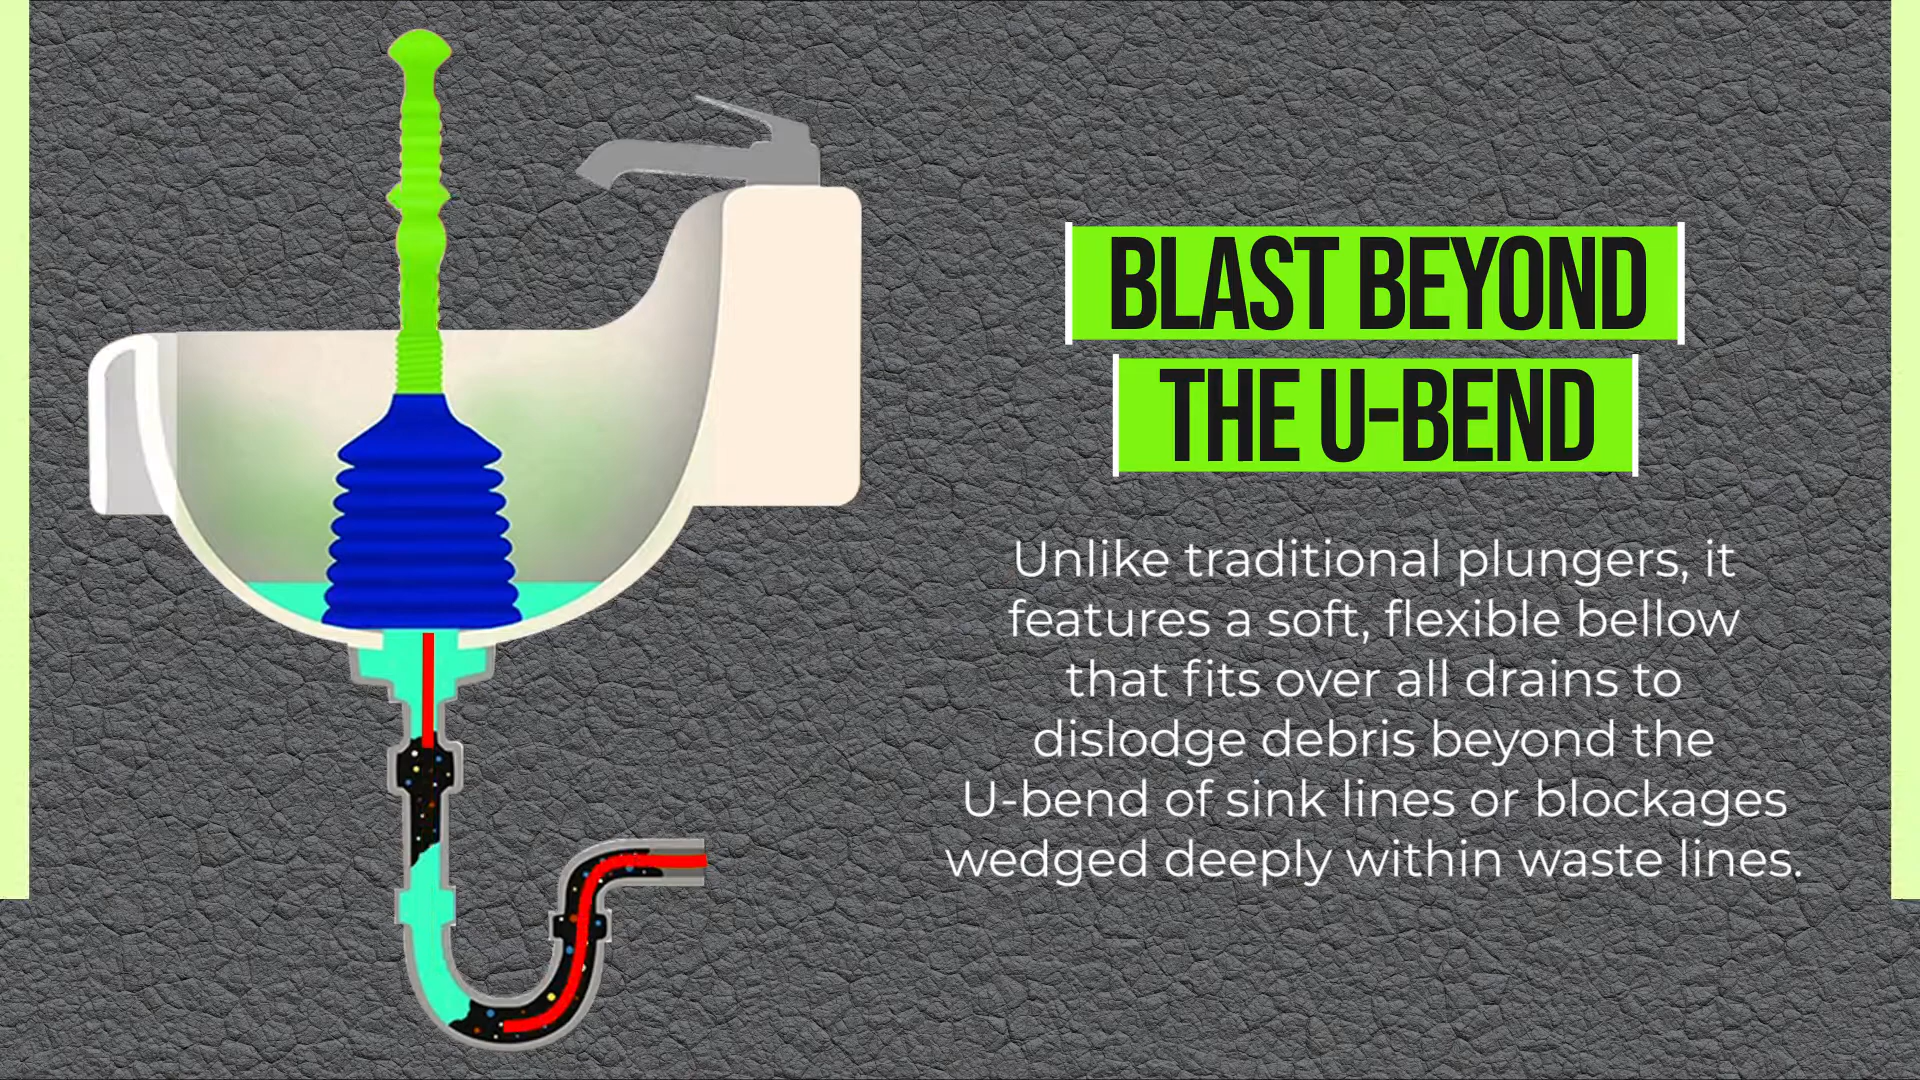 BLAST BEYOND
THE U-BEND
Unlike traditional plungers, it
features a soft, flexible bellow
that fits over all drains to
dislodge debris beyond the
U-bend of sink lines or blockages
wedged deeply within waste lines.